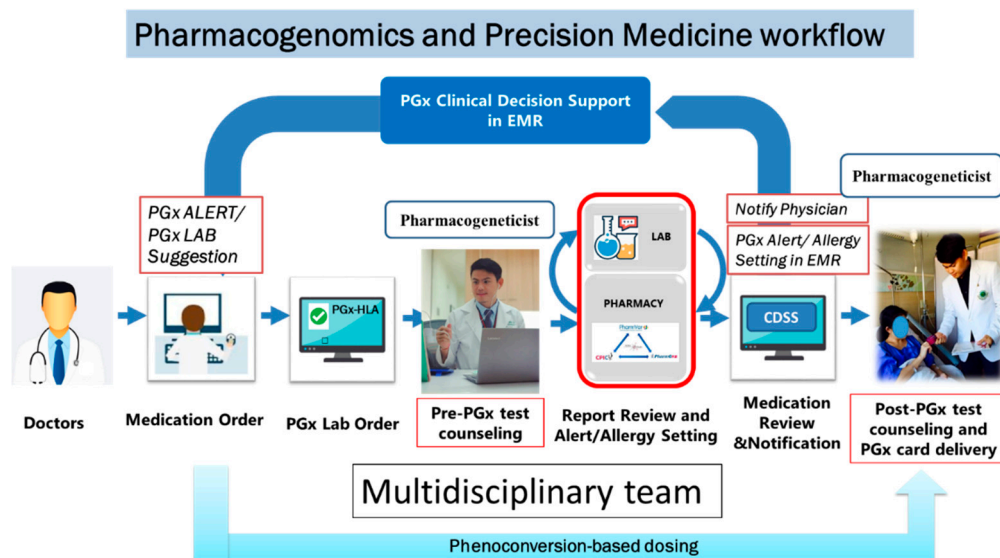 Pharmacogenomics and Precision Medicine workflow
PGx Clinical Decision Support
in EMR
Pharmacogeneticist
PGx ALERT/
PGx LAB
Suggestion
Pharmacogeneticist
LAB
Notify Physician
PGx Alert/ Allergy
Setting in EMR
PGx-HLA
PHARMACY
PharmVar
CPIC
PharmGKB
CDSS
Doctors
Medication Order
PGx Lab Order
Pre-PGx test
counseling
Report Review and
Alert/Allergy Setting
Medication
Review
&Notification
Post-PGx test
counseling and
PGx card delivery
Multidisciplinary team
Phenoconversion-based dosing